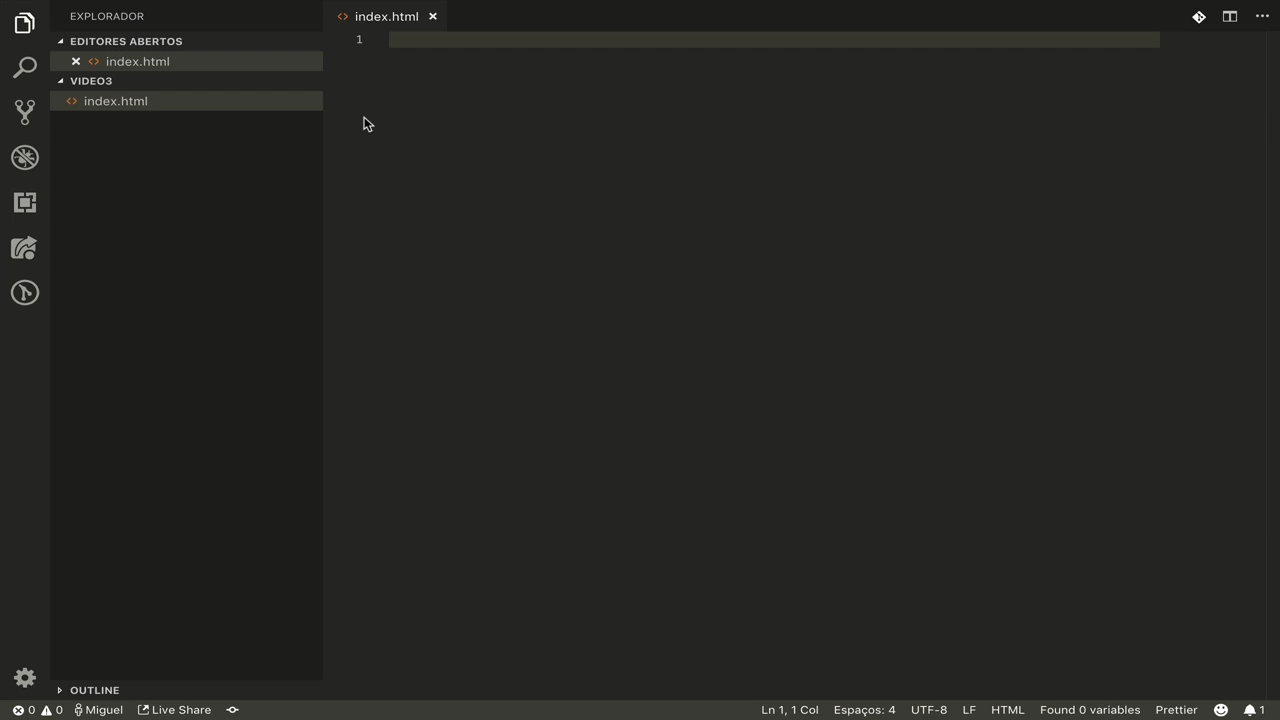 EXPLORADOR
index.html
EDITORES ABERTOS
index.html
VIDEO3
index.html
1
OUTLINE
0 0 Miguel Live Share
Ln 1, 1 Col Espaços: 4 UTF-8 LF HTML Found 0 variables Prettier 1